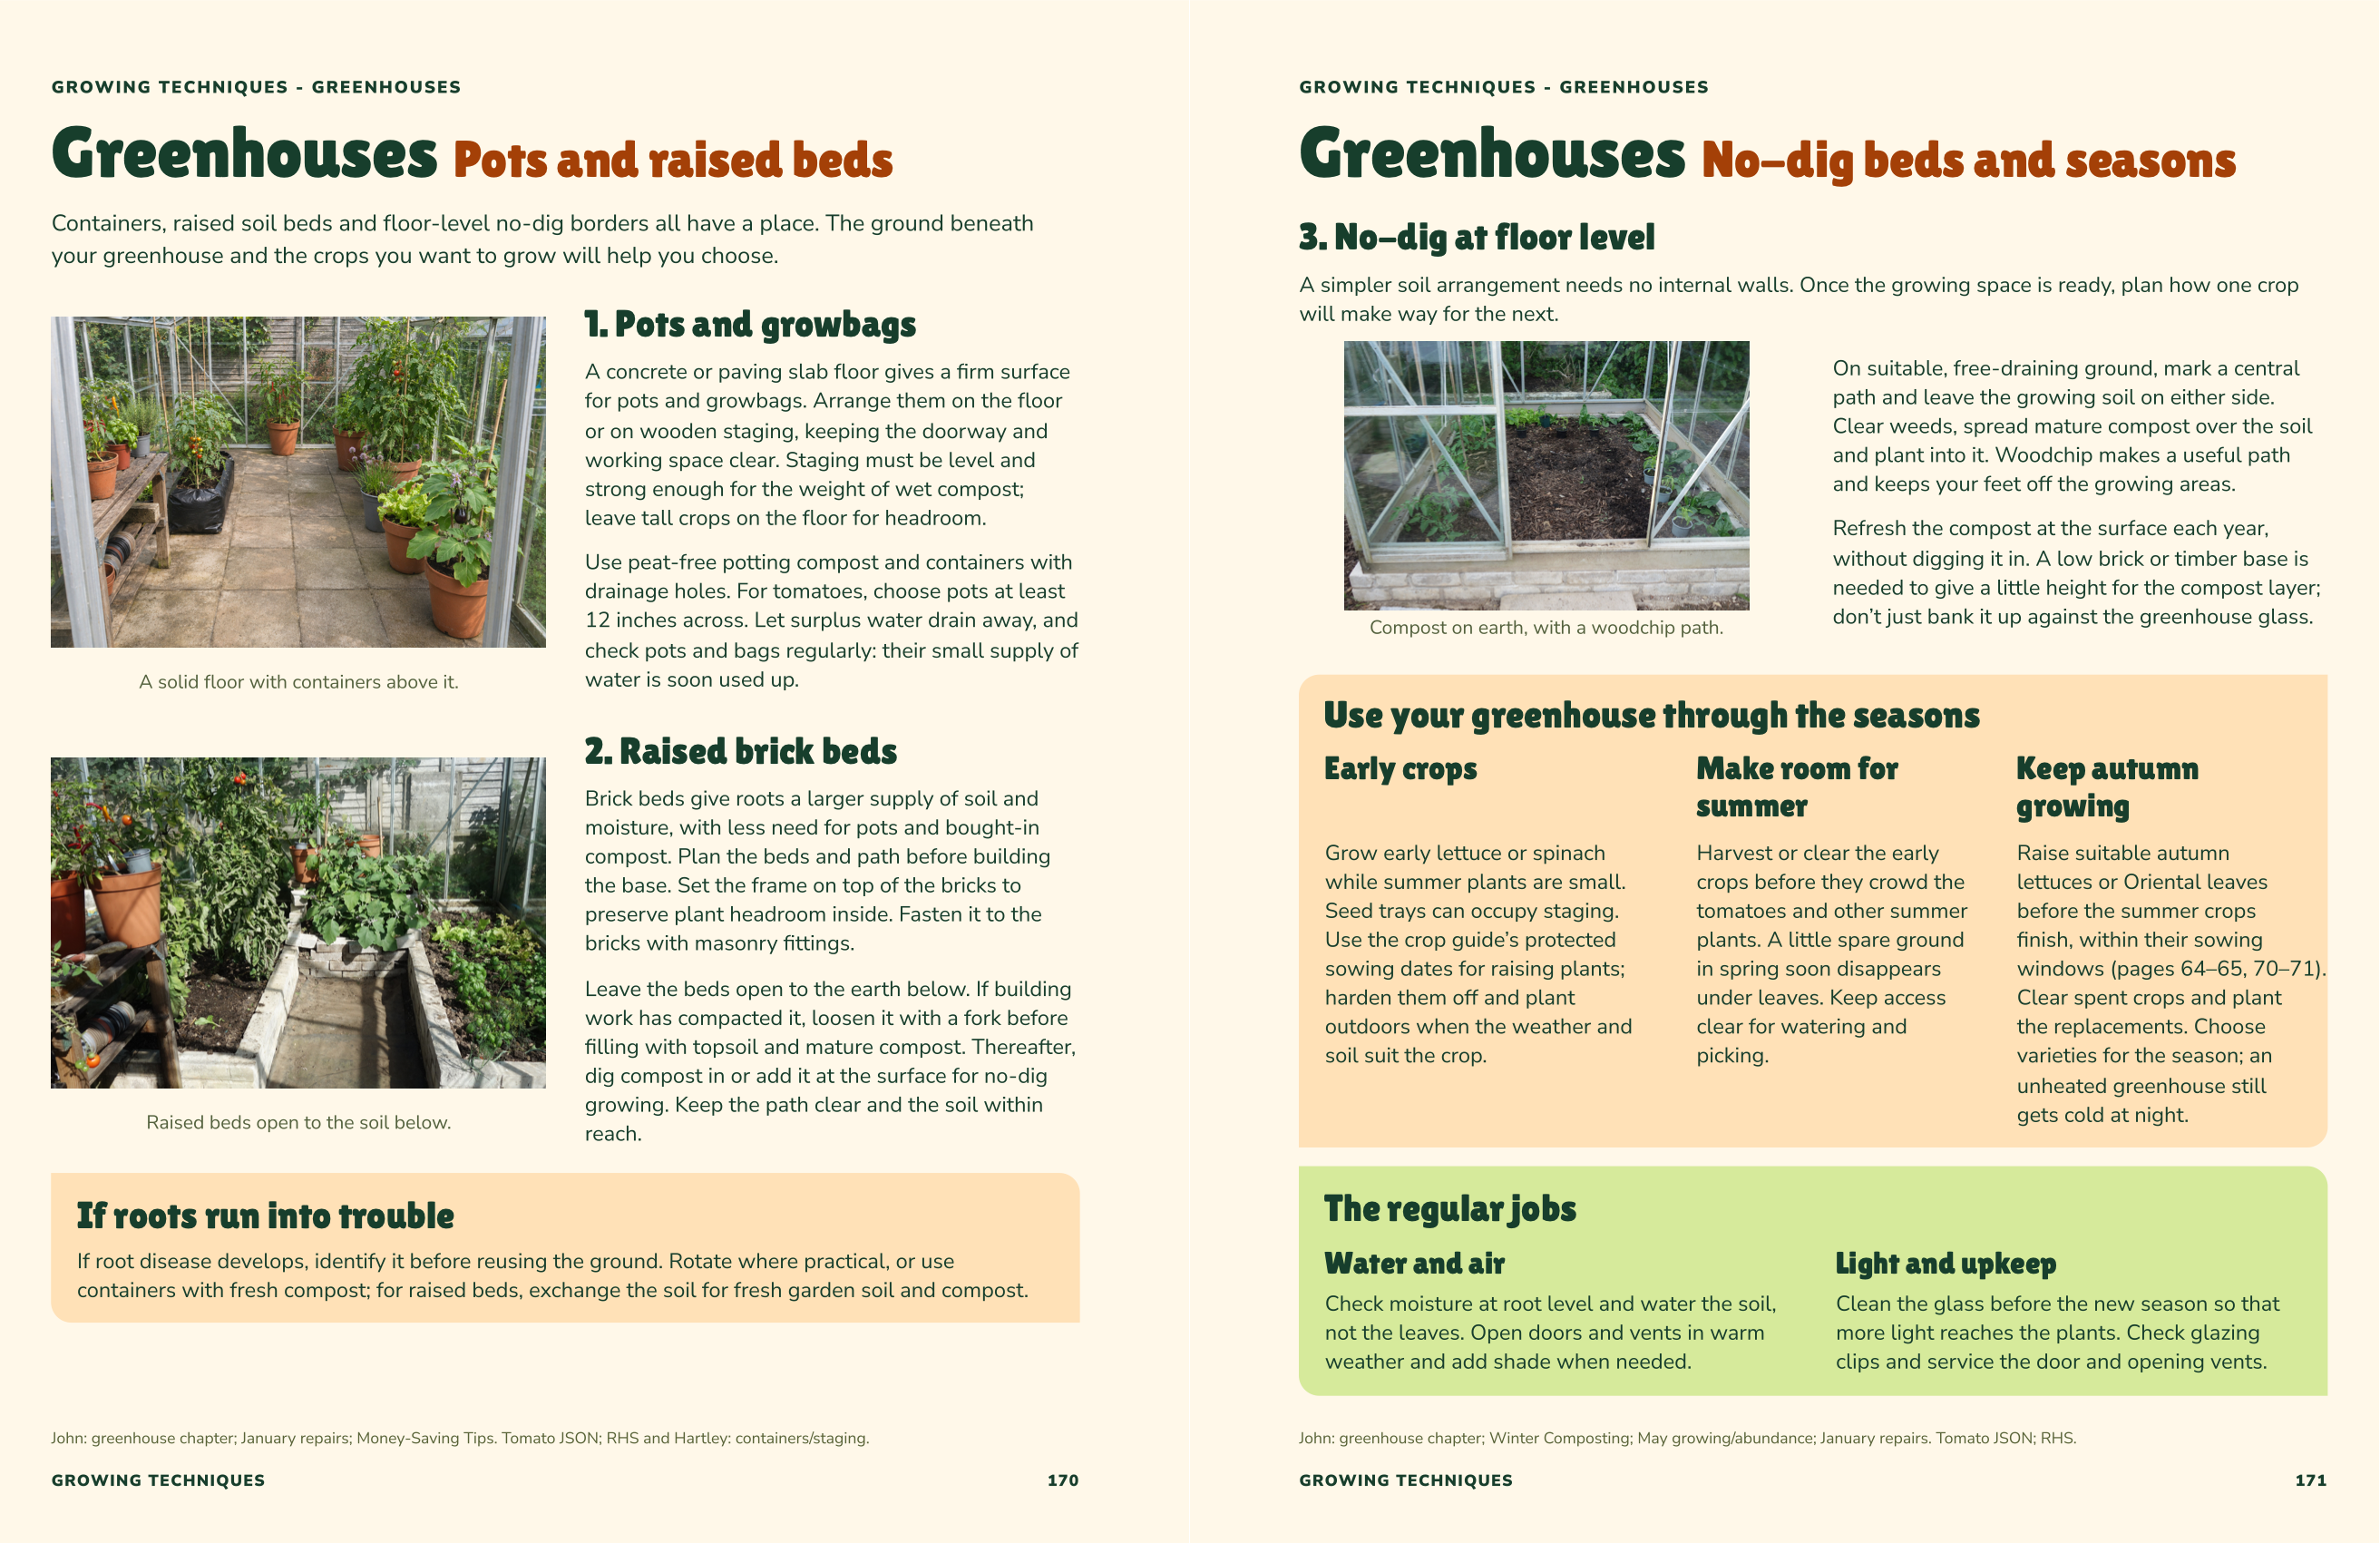 GROWING TECHNIQUES - GREENHOUSES
Greenhouses Pots and raised beds
Containers, raised soil beds and floor-level no-dig borders all have a place. The ground beneath
your greenhouse and the crops you want to grow will help you choose.
A solid floor with containers above it.
1. Pots and growbags
A concrete or paving slab floor gives a firm surface
for pots and growbags. Arrange them on the floor
or on wooden staging, keeping the doorway and
working space clear. Staging must be level and
strong enough for the weight of wet compost;
leave tall crops on the floor for headroom.
Use peat-free potting compost and containers with
drainage holes. For tomatoes, choose pots at least
12 inches across. Let surplus water drain away, and
check pots and bags regularly: their small supply of
water is soon used up.
Raised beds open to the soil below.
2. Raised brick beds
Brick beds give roots a larger supply of soil and
moisture, with less need for pots and bought-in
compost. Plan the beds and path before building
the base. Set the frame on top of the bricks to
preserve plant headroom inside. Fasten it to the
bricks with masonry fittings.
Leave the beds open to the earth below. If building
work has compacted it, loosen it with a fork before
filling with topsoil and mature compost. Thereafter,
dig compost in or add it at the surface for no-dig
growing. Keep the path clear and the soil within
reach.
If roots run into trouble
If root disease develops, identify it before reusing the ground. Rotate where practical, or use
containers with fresh compost; for raised beds, exchange the soil for fresh garden soil and compost.
John: greenhouse chapter; January repairs; Money-Saving Tips. Tomato JSON; RHS and Hartley: containers/staging.
GROWING TECHNIQUES
170
GROWING TECHNIQUES - GREENHOUSES
Greenhouses No-dig beds and seasons
3. No-dig at floor level
A simpler soil arrangement needs no internal walls. Once the growing space is ready, plan how one crop
will make way for the next.
Compost on earth, with a woodchip path.
On suitable, free-draining ground, mark a central
path and leave the growing soil on either side.
Clear weeds, spread mature compost over the soil
and plant into it. Woodchip makes a useful path
and keeps your feet off the growing areas.
Refresh the compost at the surface each year,
without digging it in. A low brick or timber base is
needed to give a little height for the compost layer;
don’t just bank it up against the greenhouse glass.
Use your greenhouse through the seasons
Early crops
Grow early lettuce or spinach
while summer plants are small.
Seed trays can occupy staging.
Use the crop guide’s protected
sowing dates for raising plants;
harden them off and plant
outdoors when the weather and
soil suit the crop.
Make room for
summer
Harvest or clear the early
crops before they crowd the
tomatoes and other summer
plants. A little spare ground
in spring soon disappears
under leaves. Keep access
clear for watering and
picking.
Keep autumn
growing
Raise suitable autumn
lettuces or Oriental leaves
before the summer crops
finish, within their sowing
windows (pages 64–65, 70–71).
Clear spent crops and plant
the replacements. Choose
varieties for the season; an
unheated greenhouse still
gets cold at night.
The regular jobs
Water and air
Check moisture at root level and water the soil,
not the leaves. Open doors and vents in warm
weather and add shade when needed.
Light and upkeep
Clean the glass before the new season so that
more light reaches the plants. Check glazing
clips and service the door and opening vents.
John: greenhouse chapter; Winter Composting; May growing/abundance; January repairs. Tomato JSON; RHS.
GROWING TECHNIQUES
171